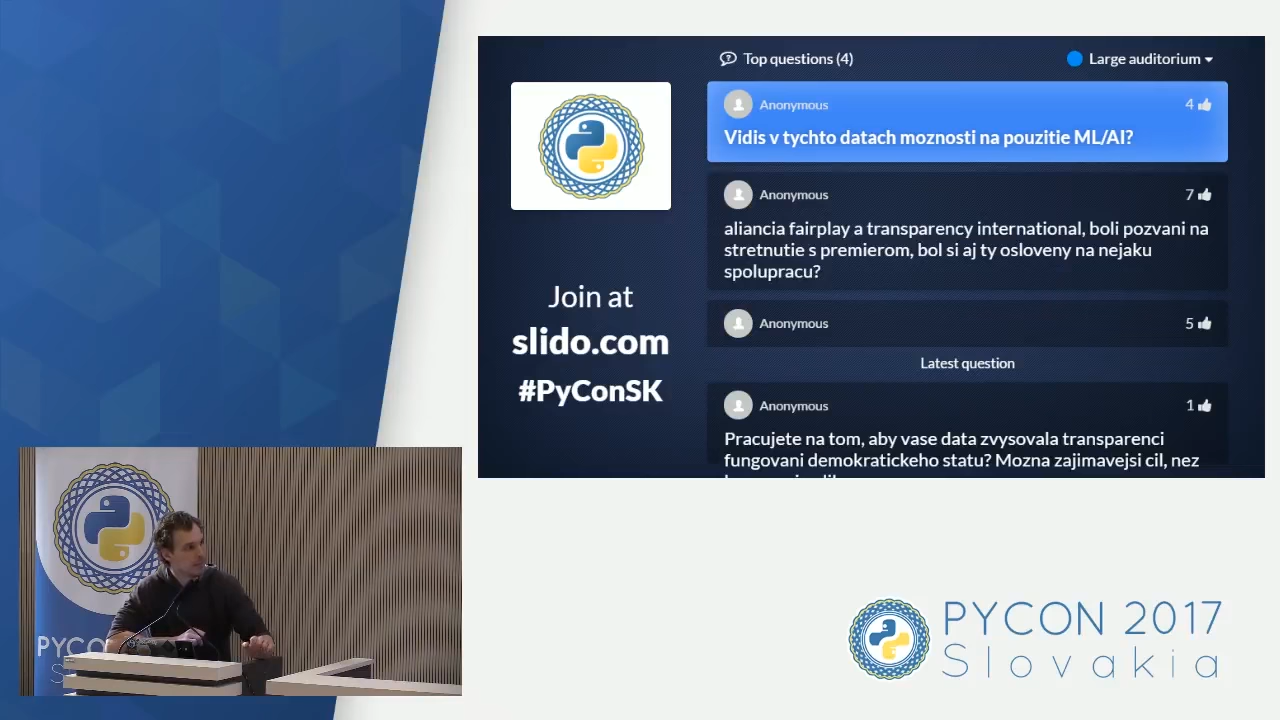 Top questions (4)
Large auditorium
Anonymous
4
Vidis v tychto datach moznosti na pouzitie ML/AI?
Anonymous
7
aliancia fairplay a transparency international, boli pozvani na
stretnutie s premierom, bol si aj ty osloveny na nejaku
spolupracu?
Anonymous
5
Latest question
Anonymous
1
Pracujete na tom, aby vase data zvysovala transparenci
fungovani demokratickeho statu? Mozna zajimavejsi cil, nez
Join at
slido.com
#PyConSK
PYCO
S
PYCON 2017
Slovakia